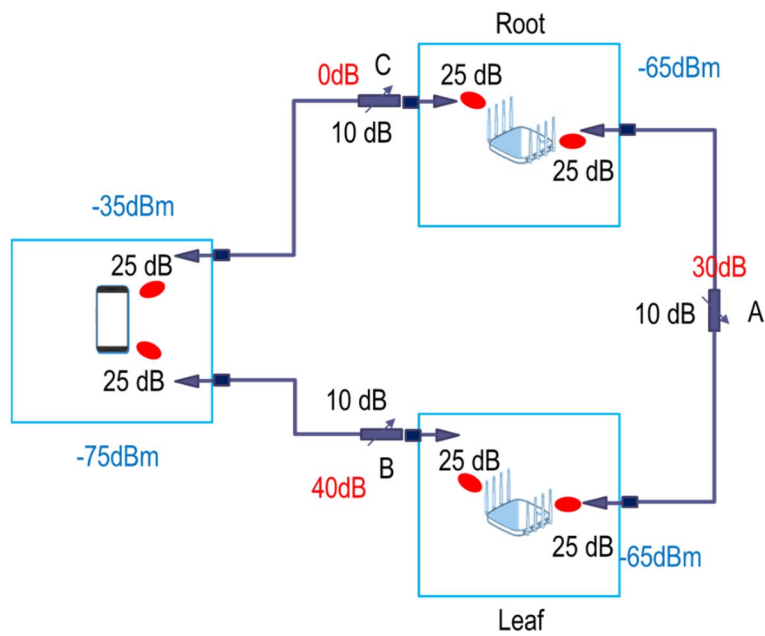 Root
0dB
C
25 dB
-65dBm
10 dB
25 dB
-35dBm
25 dB
30dB
10 dB
A
25 dB
10 dB
-75dBm
40dB
B
25 dB
25 dB
-65dBm
Leaf